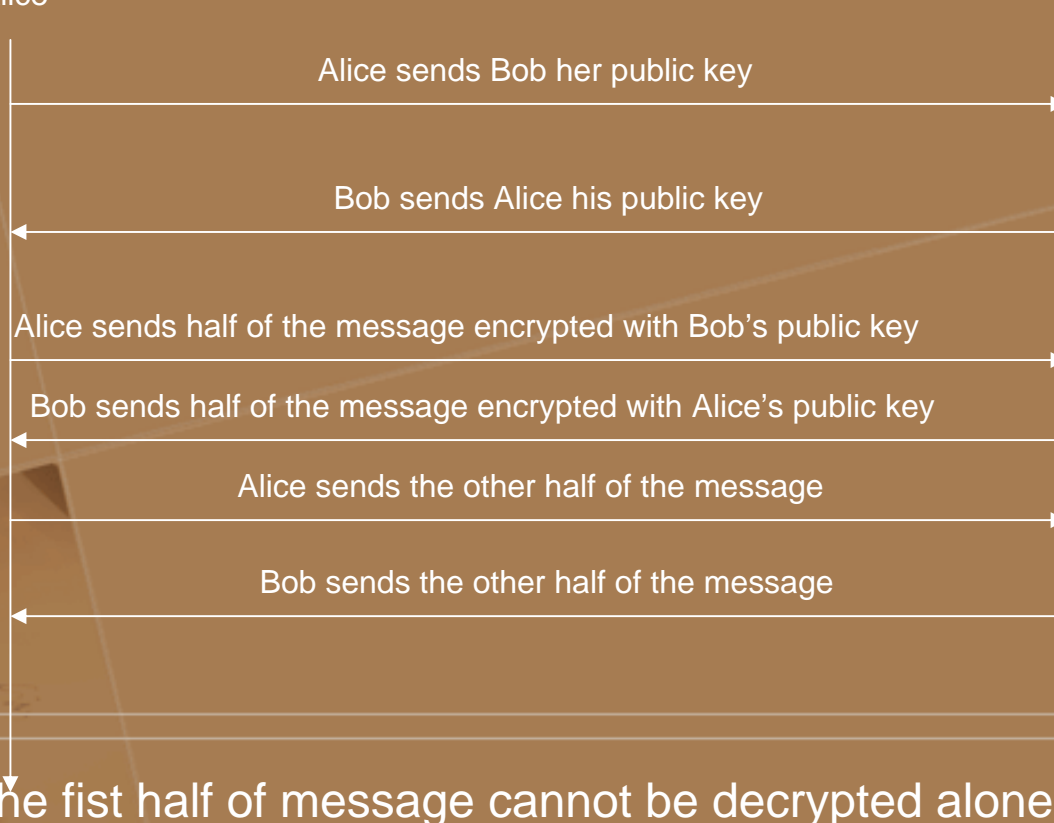 Alice sends Bob her public key
Bob sends Alice his public key
Alice sends half of the message encrypted with Bob’s public key
Bob sends half of the message encrypted with Alice’s public key
Alice sends the other half of the message
Bob sends the other half of the message
fist half of message cannot be decrypted alone